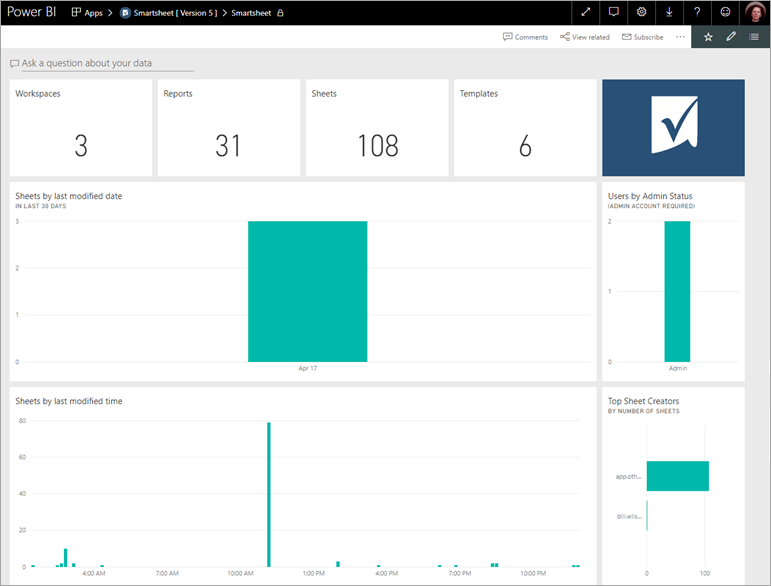 Power BI Apps > Smartsheet [ Version 5 ] > Smartsheet ?
Comments View related Subscribe ...
Ask a question about your data
Workspaces Reports Sheets Templates
3 31 108 6
Sheets by last modified date
IN LAST 30 DAYS
3
2
1
0
Apr 17
Users by Admin Status
(ADMIN ACCOUNT REQUIRED)
2
1
0
Admin
Sheets by last modified time
80
60
40
20
0
4:00 AM 7:00 AM 10:00 AM 1:00 PM 4:00 PM 7:00 PM 10:00 PM
Top Sheet Creators
BY NUMBER OF SHEETS
app.oth...
bill.wis...
0 100